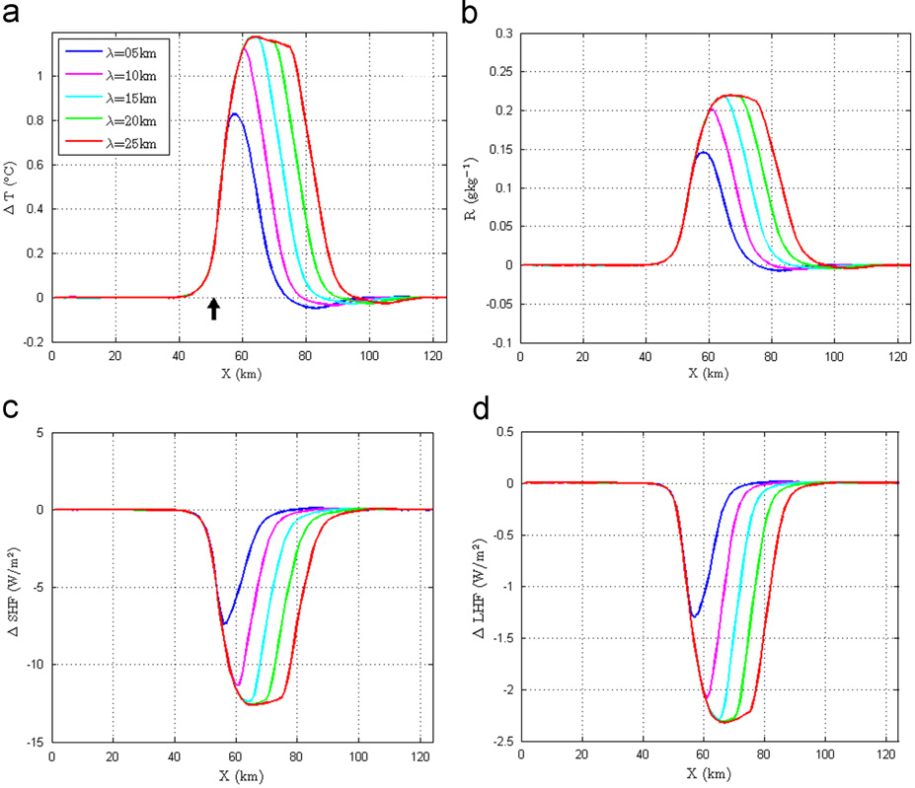 a
1
0.8
0.6
0.4
0.2
0
-0.2
Δ T (°C)
λ=05km
λ=10km
λ=15km
λ=20km
λ=25km
0 20 40 60 80 100 120
X (km)
b
0.3
0.25
0.2
0.15
0.1
0.05
0
-0.05
-0.1
R (gkg⁻¹)
0 20 40 60 80 100 120
X (km)
c
5
0
-5
-10
-15
Δ SHF (W/m²)
0 20 40 60 80 100 120
X (km)
d
0.5
0
-0.5
-1
-1.5
-2
-2.5
Δ LHF (W/m²)
0 20 40 60 80 100 120
X (km)